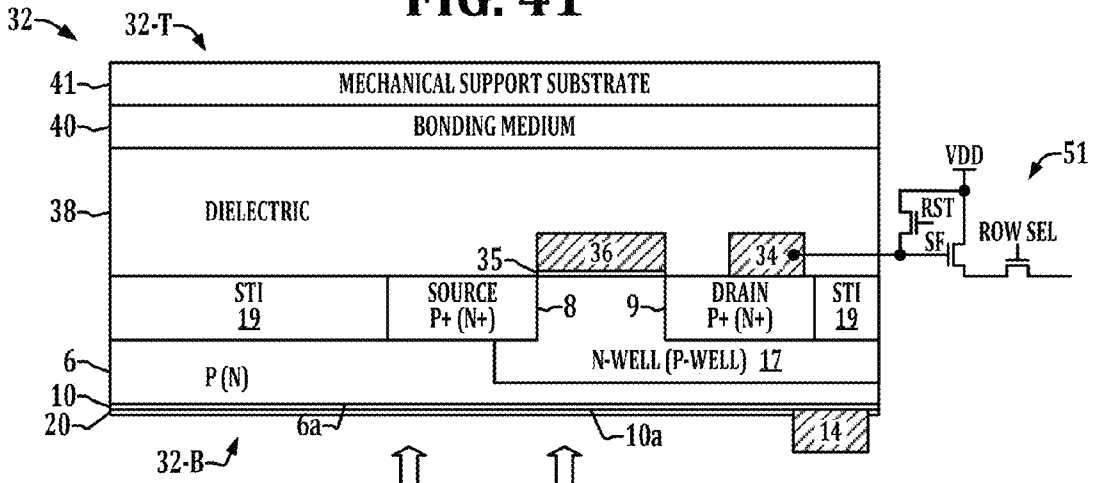 FIG. 41
32
32-T
41
MECHANICAL SUPPORT SUBSTRATE
40
BONDING MEDIUM
VDD
51
38
DIELECTRIC
RST
SF
ROW SEL
36
34
35
STI
19
SOURCE
P+ (N+)
8
9
DRAIN
P+ (N+)
STI
19
6
P (N)
N-WELL (P-WELL) 17
10
20
6a
10a
14
32-B